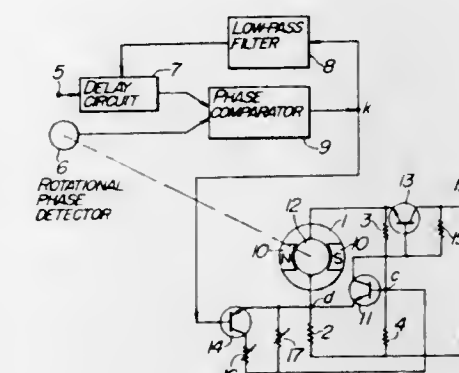 LOW-PASS
FILTER
8
5
7
DELAY
CIRCUIT
PHASE
COMPARATOR
k
9
6
ROTATIONAL
PHASE
DETECTOR
12
1
13
3
10
N
S
10
c
d
11
14
17
2
4